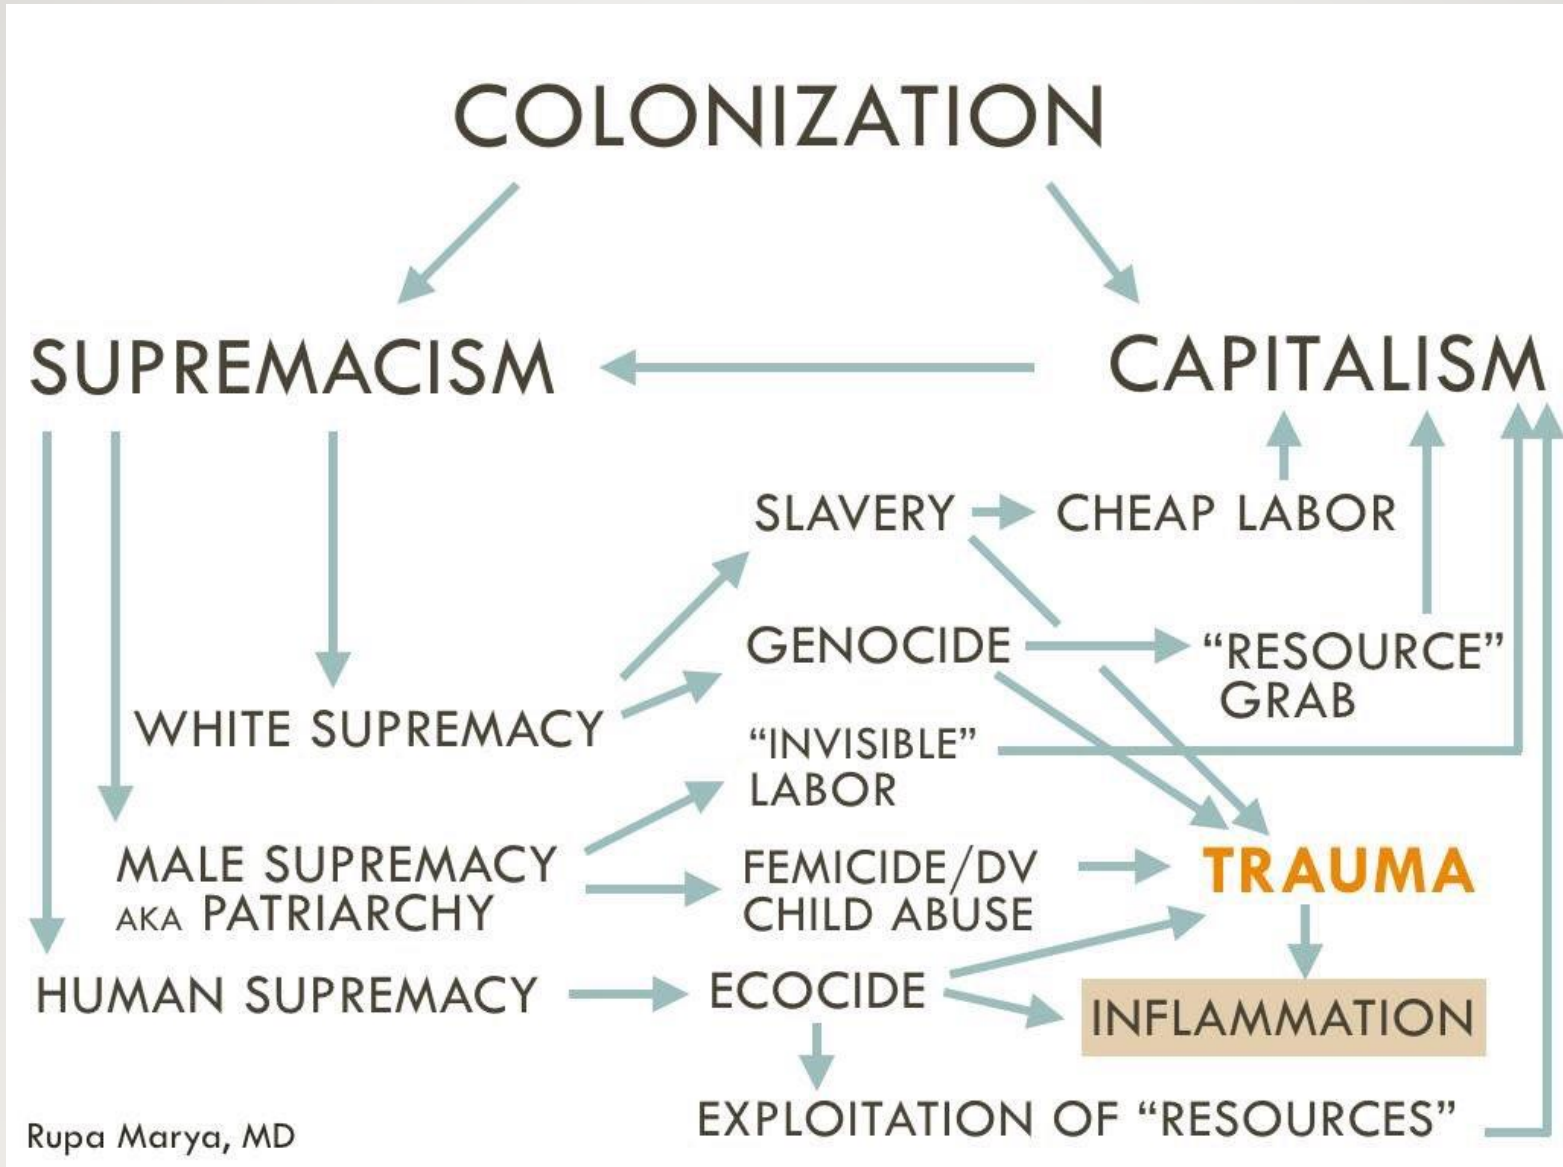 COLONIZATION
SUPREMACISM
CAPITALISM
SLAVERY
CHEAP LABOR
GENOCIDE
“RESOURCE”
GRAB
WHITE SUPREMACY
“INVISIBLE”
LABOR
MALE SUPREMACY
AKA PATRIARCHY
FEMICIDE/DV
CHILD ABUSE
TRAUMA
HUMAN SUPREMACY
ECOCIDE
INFLAMMATION
EXPLOITATION OF “RESOURCES”
Rupa Marya, MD